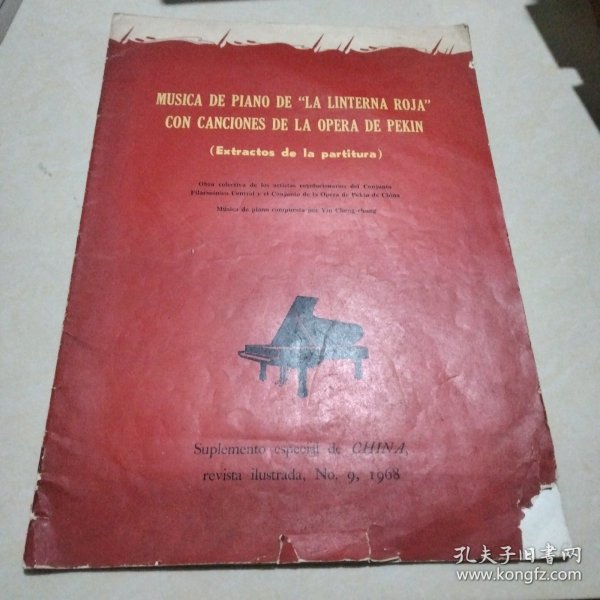 MUSICA DE PIANO DE "LA LINTERNA ROJA"
CON CANCIONES DE LA OPERA DE PEKIN
(Extractos de la partitura)
Obra colectiva de los artistas revolucionarios del Conjunto
Filarmónico Central y el Conjunto de la Opera de Pekín de China
Música de piano compuesta por Yin Cheng-chung
Suplemento especial de CHINA,
revista ilustrada, No. 9, 1968
孔夫子旧书网
www.kongfz.com